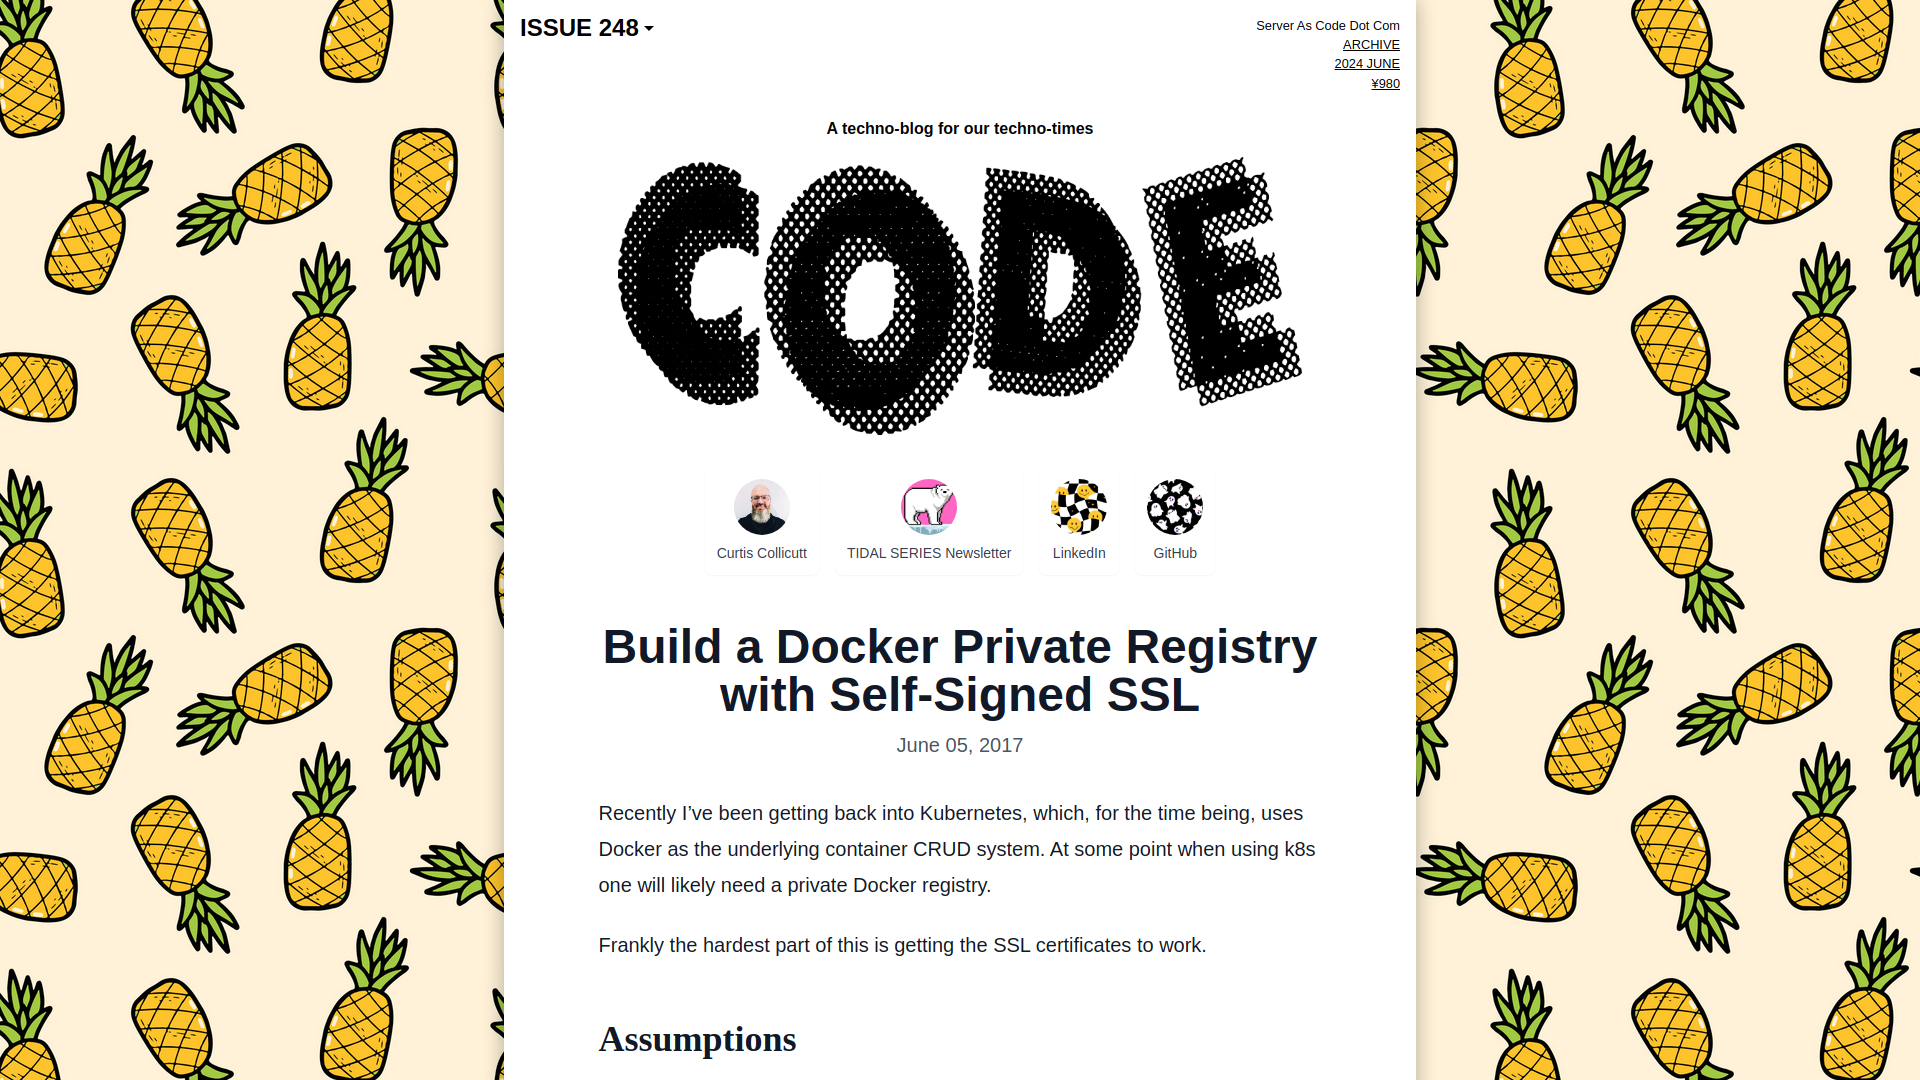 ISSUE 248
Server As Code Dot Com
ARCHIVE
2024 JUNE
¥980
A techno-blog for our techno-times
CODE
Curtis Collicutt
TIDAL SERIES Newsletter
LinkedIn
GitHub
Build a Docker Private Registry
with Self-Signed SSL
June 05, 2017
Recently I’ve been getting back into Kubernetes, which, for the time being, uses
Docker as the underlying container CRUD system. At some point when using k8s
one will likely need a private Docker registry.
Frankly the hardest part of this is getting the SSL certificates to work.
Assumptions